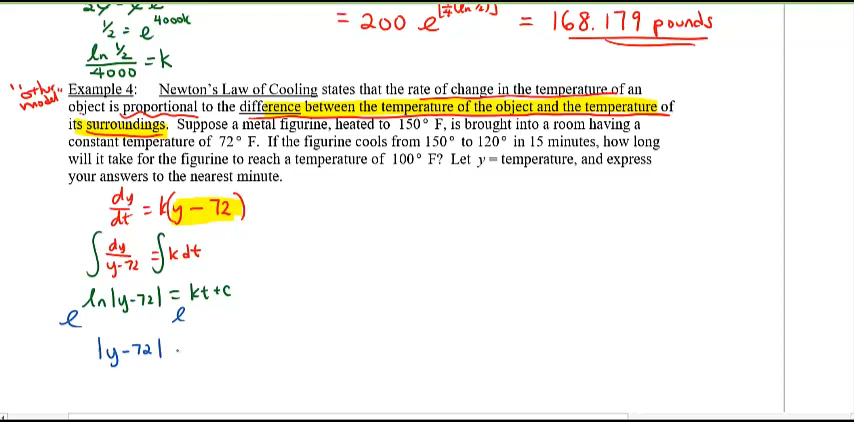 1/2 = e^4000k
= 200 e^[1/4(ln 1/2)] = 168.179 pounds
ln 1/2 / 4000 = k
"other" model
Example 4: Newton's Law of Cooling states that the rate of change in the temperature of an
object is proportional to the difference between the temperature of the object and the temperature of
its surroundings. Suppose a metal figurine, heated to 150° F, is brought into a room having a
constant temperature of 72° F. If the figurine cools from 150° to 120° in 15 minutes, how long
will it take for the figurine to reach a temperature of 100° F? Let y = temperature, and express
your answers to the nearest minute.
dy/dt = k(y - 72)
∫ dy/y-72 = ∫ k dt
ln|y-72| = kt+c
e e
|y-72|